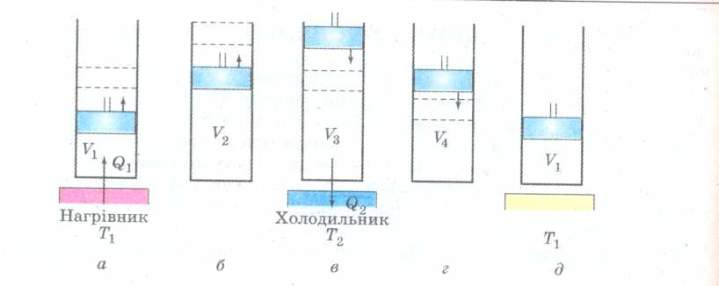 V₁ Q₁
V₂
V₃
V₄
V₁
Q₂
Нагрівник
T₁
Холодильник
T₂
T₁
а б в г д